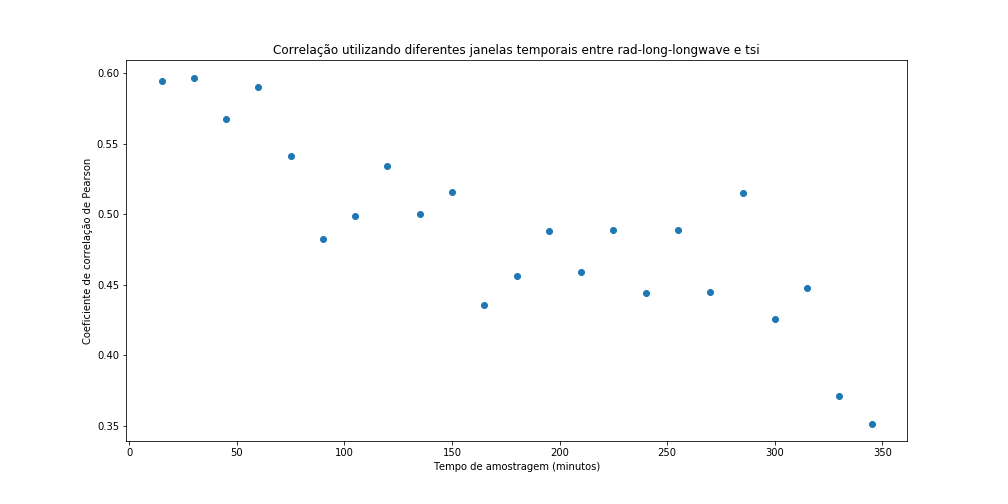 Correlação utilizando diferentes janelas temporais entre rad-long-longwave e tsi
0.60
0.55
0.50
0.45
0.40
0.35
Coeficiente de correlação de Pearson
0 50 100 150 200 250 300 350
Tempo de amostragem (minutos)